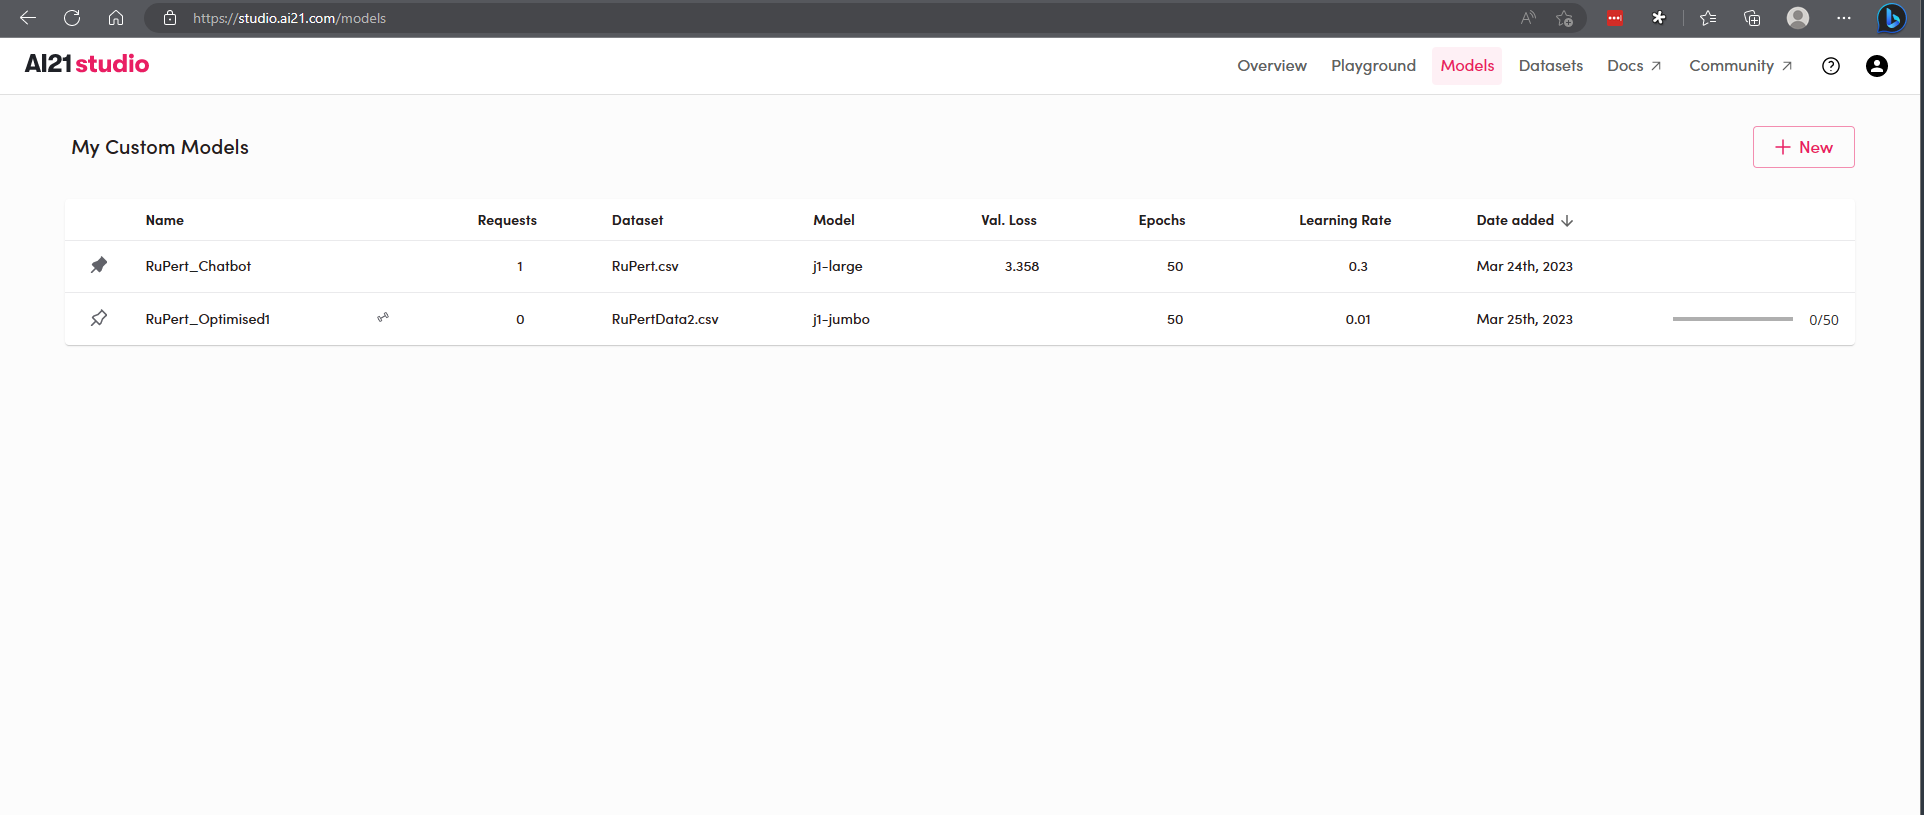 https://studio.ai21.com/models
AI21 studio
Overview Playground Models Datasets Docs Community
My Custom Models
New
Name Requests Dataset Model Val. Loss Epochs Learning Rate Date added
RuPert_Chatbot 1 RuPert.csv j1-large 3.358 50 0.3 Mar 24th, 2023
RuPert_Optimised1 0 RuPertData2.csv j1-jumbo 50 0.01 Mar 25th, 2023 0/50